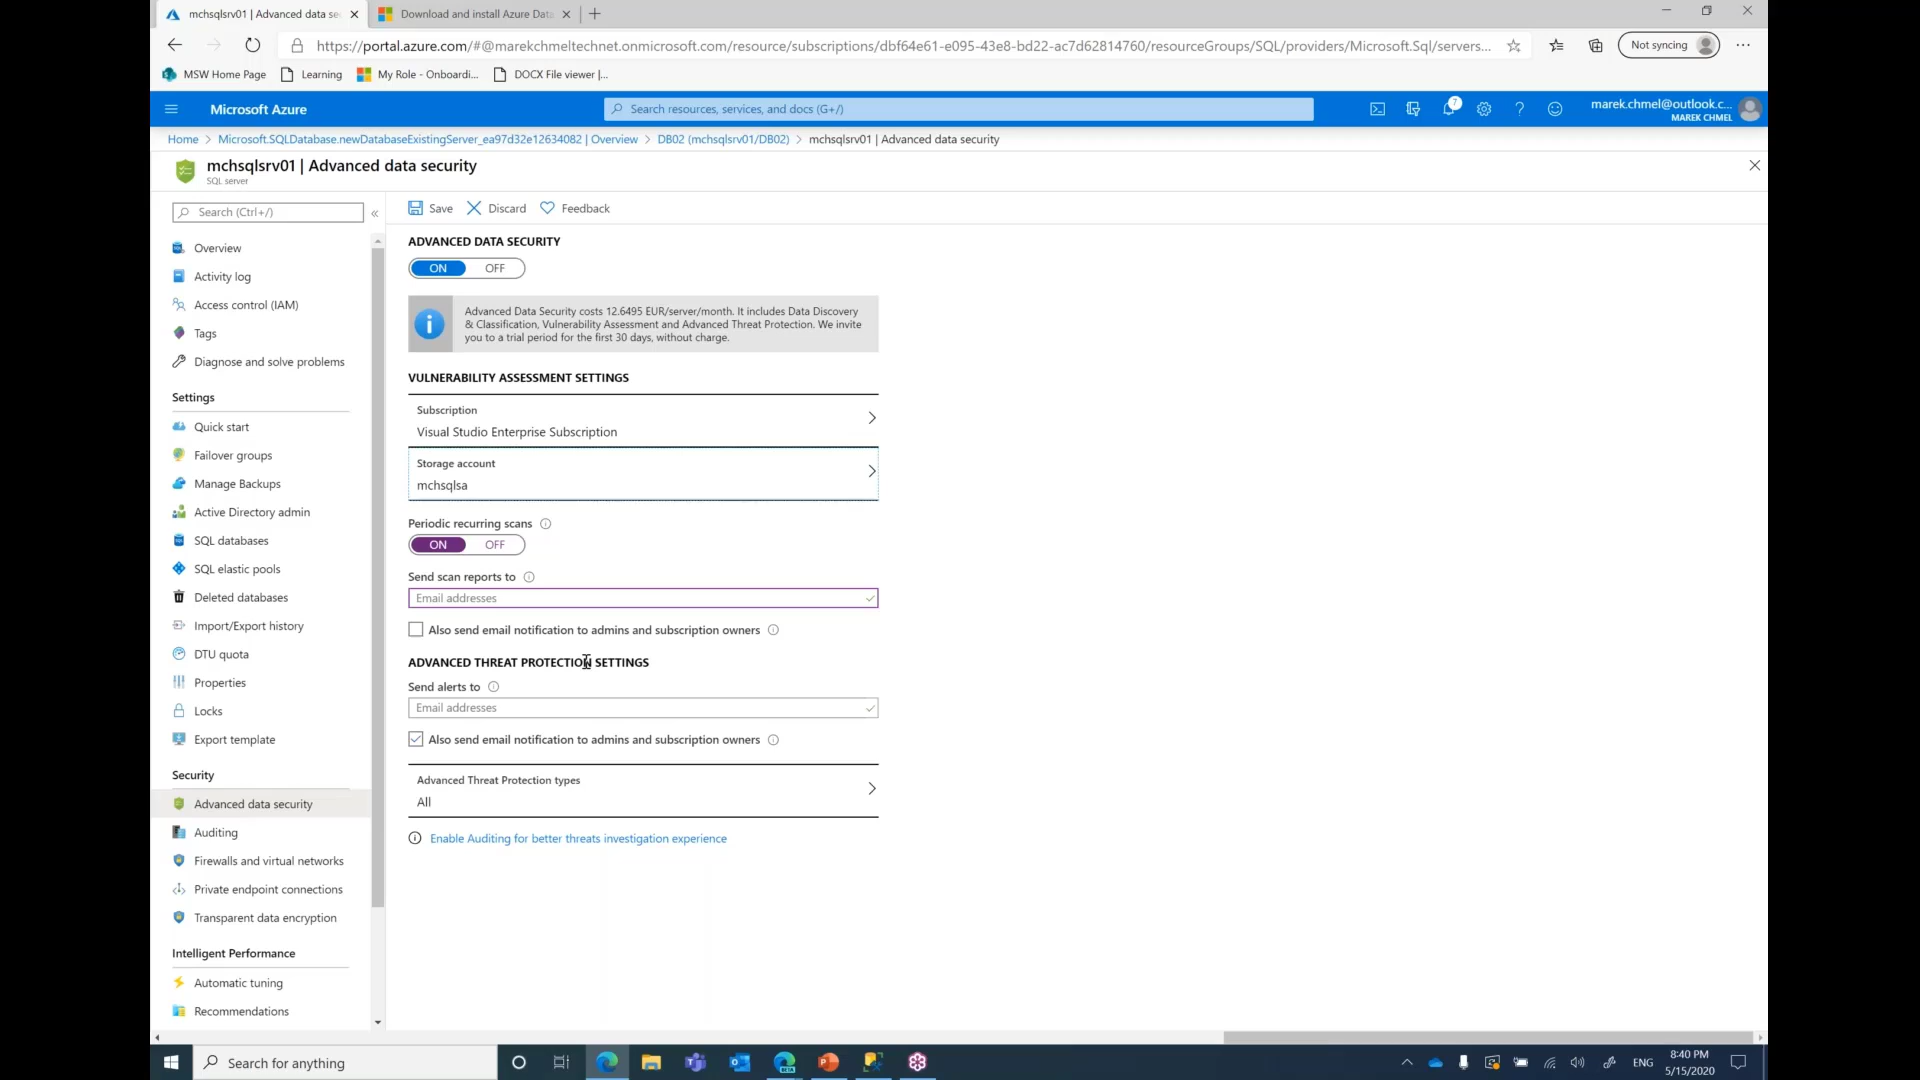 mchsqlsrv01 | Advanced data se
Download and install Azure Data
https://portal.azure.com/#@marekchmeltechnet.onmicrosoft.com/resource/subscriptions/dbf64e61-e095-43e8-bd22-ac7d62814760/resourceGroups/SQL/providers/Microsoft.Sql/servers...
Not syncing
MSW Home Page
Learning
My Role - Onboardi...
DOCX File viewer |...
Microsoft Azure
Search resources, services, and docs (G+/)
7
marek.chmel@outlook.c...
MAREK CHMEL
Home > Microsoft.SQLDatabase.newDatabaseExistingServer_ea97d32e12634082 | Overview > DB02 (mchsqlsrv01/DB02) > mchsqlsrv01 | Advanced data security
mchsqlsrv01 | Advanced data security
SQL server
Search (Ctrl+/)
Overview
Activity log
Access control (IAM)
Tags
Diagnose and solve problems
Settings
Quick start
Failover groups
Manage Backups
Active Directory admin
SQL databases
SQL elastic pools
Deleted databases
Import/Export history
DTU quota
Properties
Locks
Export template
Security
Advanced data security
Auditing
Firewalls and virtual networks
Private endpoint connections
Transparent data encryption
Intelligent Performance
Automatic tuning
Recommendations
Save
Discard
Feedback
ADVANCED DATA SECURITY
ON OFF
Advanced Data Security costs 12.6495 EUR/server/month. It includes Data Discovery
& Classification, Vulnerability Assessment and Advanced Threat Protection. We invite
you to a trial period for the first 30 days, without charge.
VULNERABILITY ASSESSMENT SETTINGS
Subscription
Visual Studio Enterprise Subscription
Storage account
mchsqlsa
Periodic recurring scans
ON OFF
Send scan reports to
Email addresses
Also send email notification to admins and subscription owners
ADVANCED THREAT PROTECTION SETTINGS
Send alerts to
Email addresses
Also send email notification to admins and subscription owners
Advanced Threat Protection types
All
Enable Auditing for better threats investigation experience
Search for anything
BETA
ENG
8:40 PM
5/15/2020